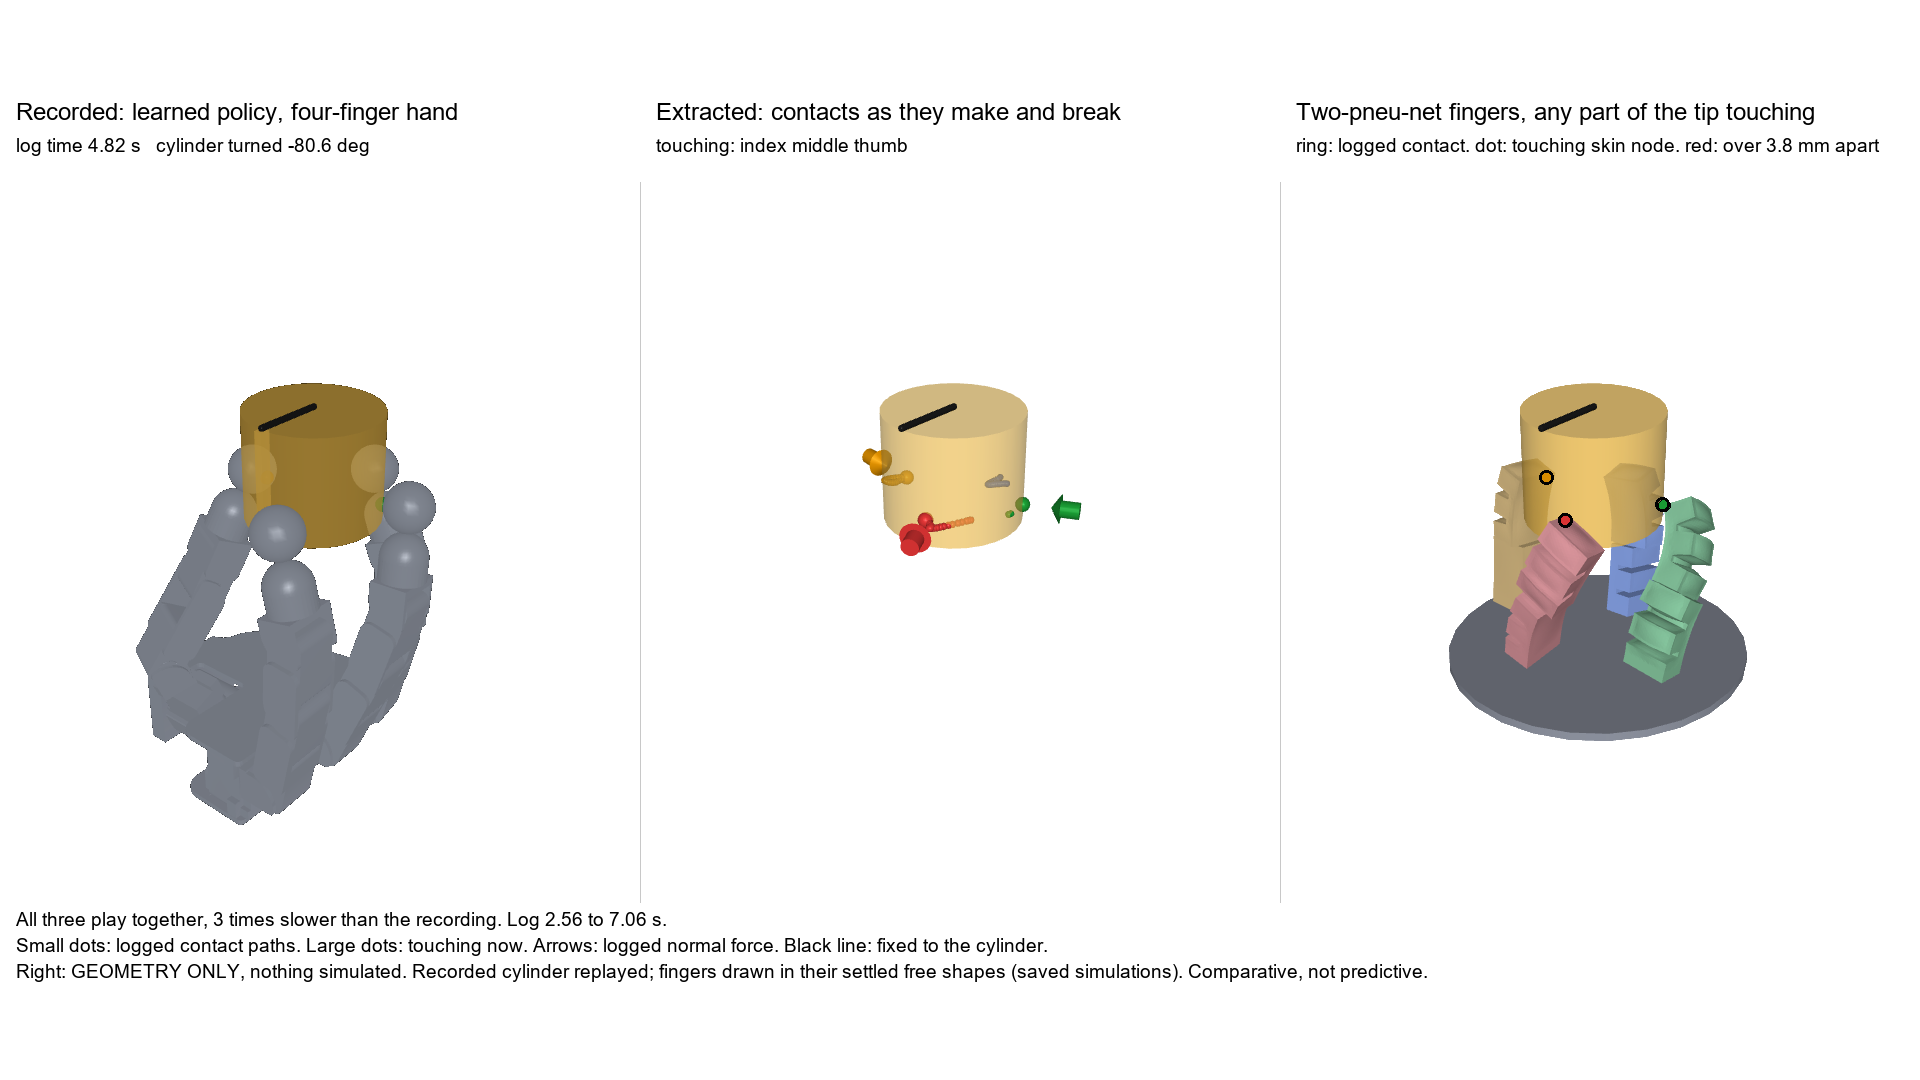 Recorded: learned policy, four-finger hand
log time 4.82 s   cylinder turned -80.6 deg
Extracted: contacts as they make and break
touching: index middle thumb
Two-pneu-net fingers, any part of the tip touching
ring: logged contact. dot: touching skin node. red: over 3.8 mm apart
All three play together, 3 times slower than the recording. Log 2.56 to 7.06 s.
Small dots: logged contact paths. Large dots: touching now. Arrows: logged normal force. Black line: fixed to the cylinder.
Right: GEOMETRY ONLY, nothing simulated. Recorded cylinder replayed; fingers drawn in their settled free shapes (saved simulations). Comparative, not predictive.